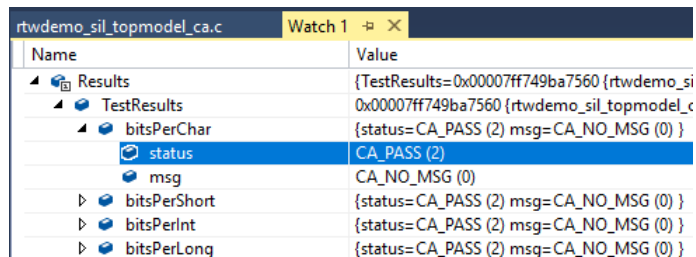 rtwdemo_sil_topmodel_ca.c Watch 1
Name Value
Results {TestResults=0x00007ff749ba7560 {rtwdemo_si
TestResults 0x00007ff749ba7560 {rtwdemo_sil_topmodel_c
bitsPerChar {status=CA_PASS (2) msg=CA_NO_MSG (0) }
status CA_PASS (2)
msg CA_NO_MSG (0)
bitsPerShort {status=CA_PASS (2) msg=CA_NO_MSG (0) }
bitsPerInt {status=CA_PASS (2) msg=CA_NO_MSG (0) }
bitsPerLong {status=CA_PASS (2) msg=CA_NO_MSG (0) }